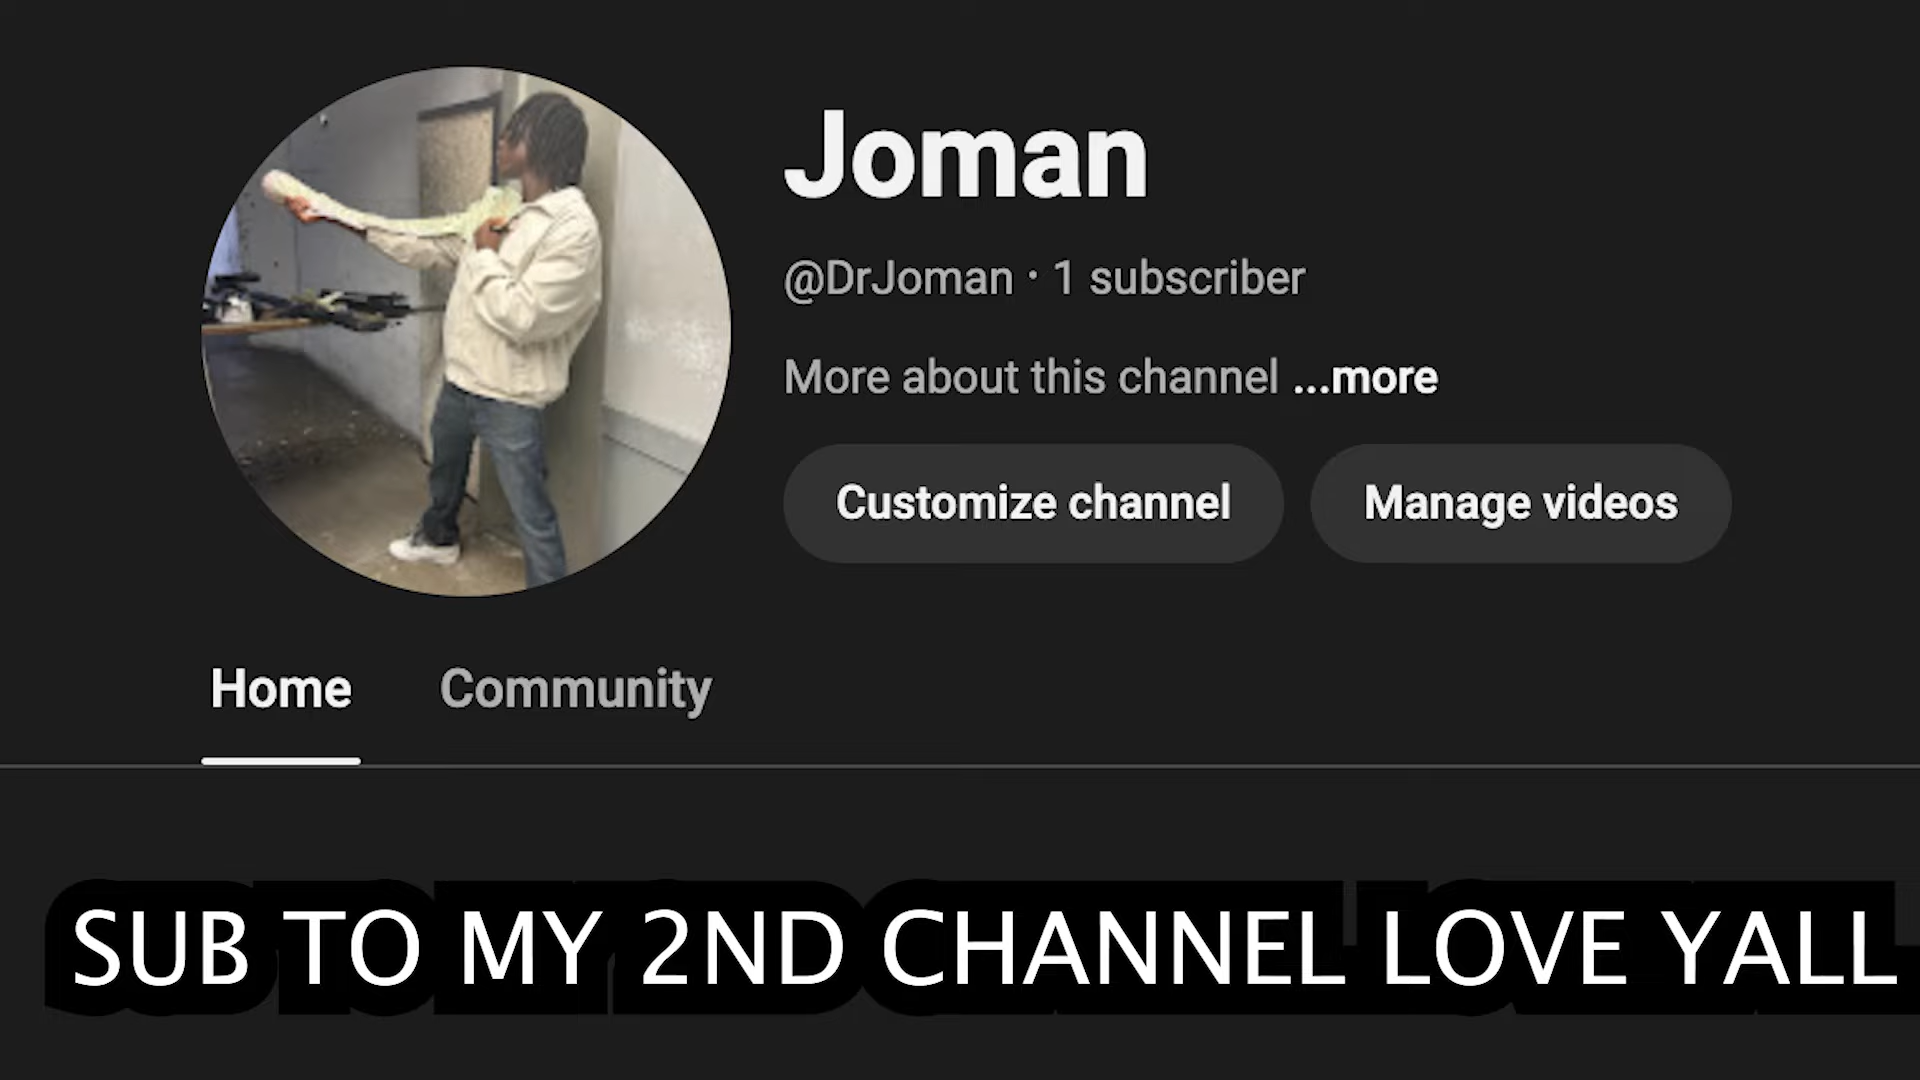 Joman
@DrJoman · 1 subscriber
More about this channel ...more
Customize channel Manage videos
Home Community
SUB TO MY 2ND CHANNEL LOVE YALL